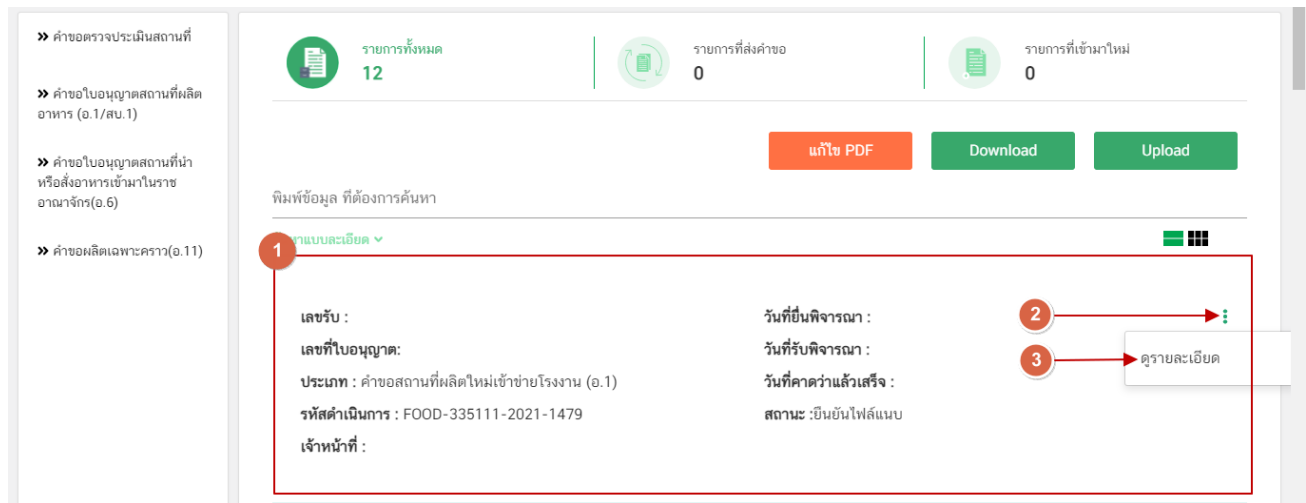 » คำขอตรวจประเมินสถานที่
» คำขอใบอนุญาตสถานที่ผลิต
อาหาร (อ.1/สบ.1)
» คำขอใบอนุญาตสถานที่นำ
หรือสั่งอาหารเข้ามาในราช
อาณาจักร(อ.6)
» คำขอผลิตเฉพาะคราว(อ.11)
รายการทั้งหมด
12
รายการที่ส่งคำขอ
0
รายการที่เข้ามาใหม่
0
แก้ไข PDF
Download
Upload
พิมพ์ข้อมูล ที่ต้องการค้นหา
1
แบบละเอียด
เลขรับ :
วันที่ยื่นพิจารณา :
2
เลขที่ใบอนุญาต:
วันที่รับพิจารณา :
3
ดูรายละเอียด
ประเภท : คำขอสถานที่ผลิตใหม่เข้าข่ายโรงงาน (อ.1)
วันที่คาดว่าแล้วเสร็จ :
รหัสดำเนินการ : FOOD-335111-2021-1479
สถานะ :ยืนยันไฟล์แนบ
เจ้าหน้าที่ :